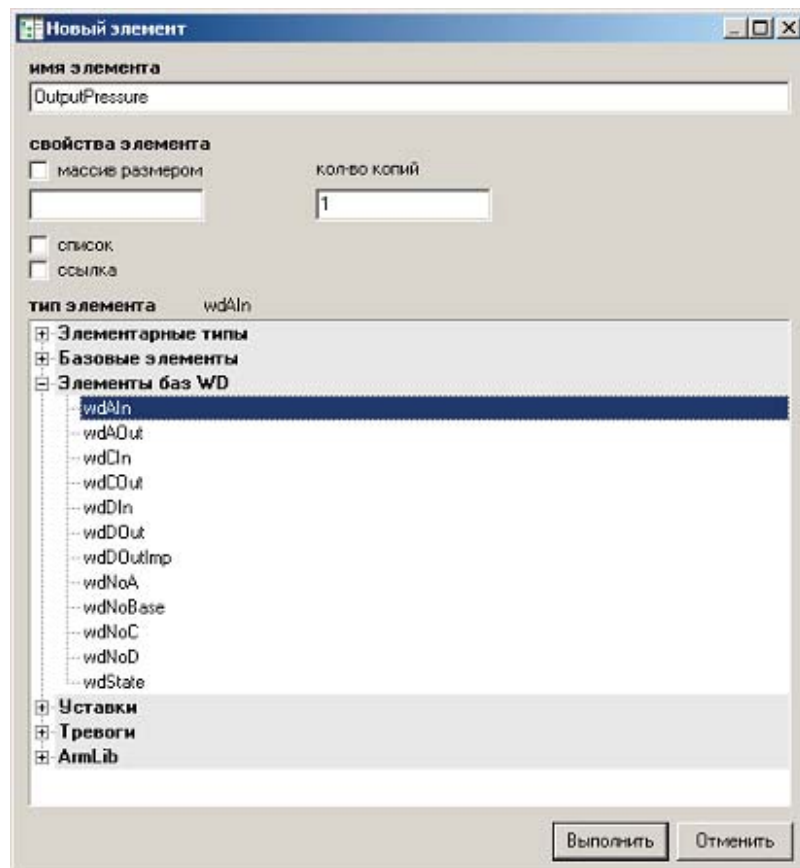 Новый элемент
имя элемента
OutputPressure
свойства элемента
массив размером кол-во копий
1
список
ссылка
тип элемента wdAIn
Элементарные типы
Базовые элементы
Элементы баз WD
wdAIn
wdAOut
wdCIn
wdCOut
wdDIn
wdDOut
wdDOutImp
wdNoA
wdNoBase
wdNoC
wdNoD
wdState
Уставки
Тревоги
ArmLib
Выполнить Отменить